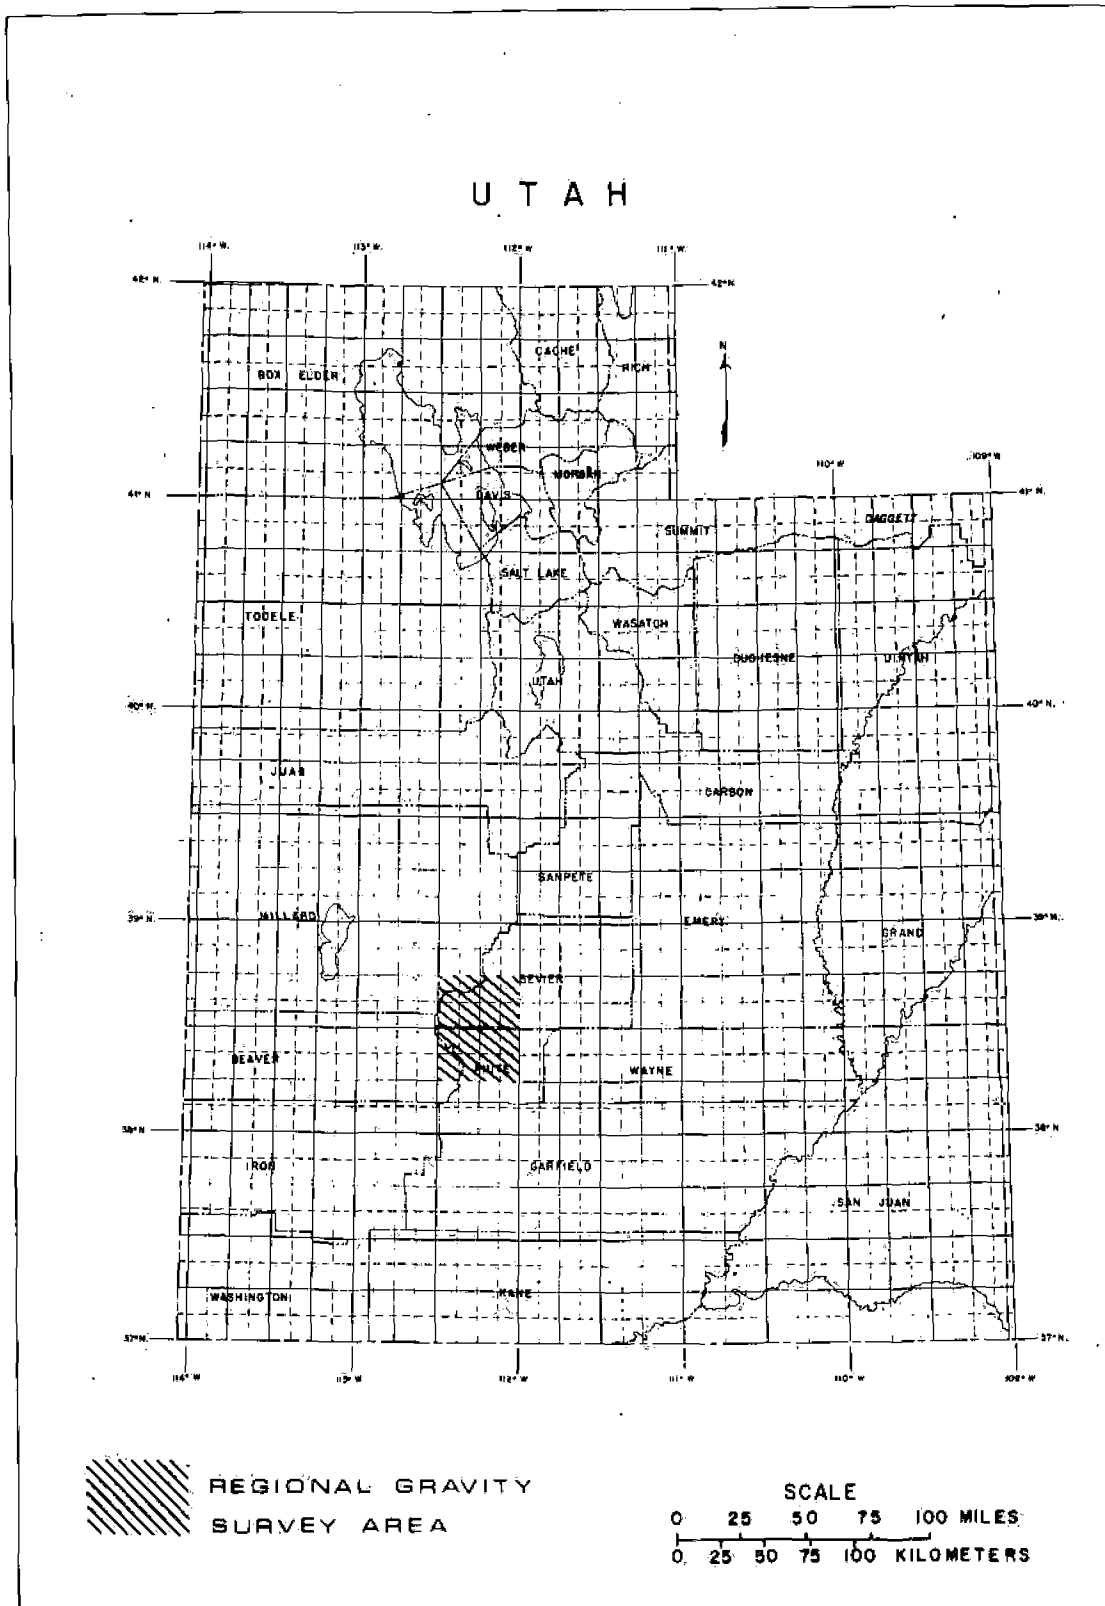 UTAH
114° W.
113° W.
112° W
111° W.
42° N.
42° N
N
CACHE
RICH
BOX ELDER
WEBER
MORGAN
109° W
110° W
41° N
DAVIS
41° N.
DAGGETT
SUMMIT
SALT LAKE
TOOELE
WASATCH
DUCHESNE
UINTAH
UTAH
40° N.
40° N.
JUAB
CARBON
SANPETE
MILLARD
39° N
EMERY
39° N.
GRAND
SEVIER
BEAVER
PIUTE
WAYNE
38° N
38° N
IRON
GARFIELD
SAN JUAN
WASHINGTON
KANE
37° N.
37° N.
114° W
113° W
112° W
111° W
110° W
109° W
REGIONAL GRAVITY
SURVEY AREA
SCALE
0 25 50 75 100 MILES
0 25 50 75 100 KILOMETERS